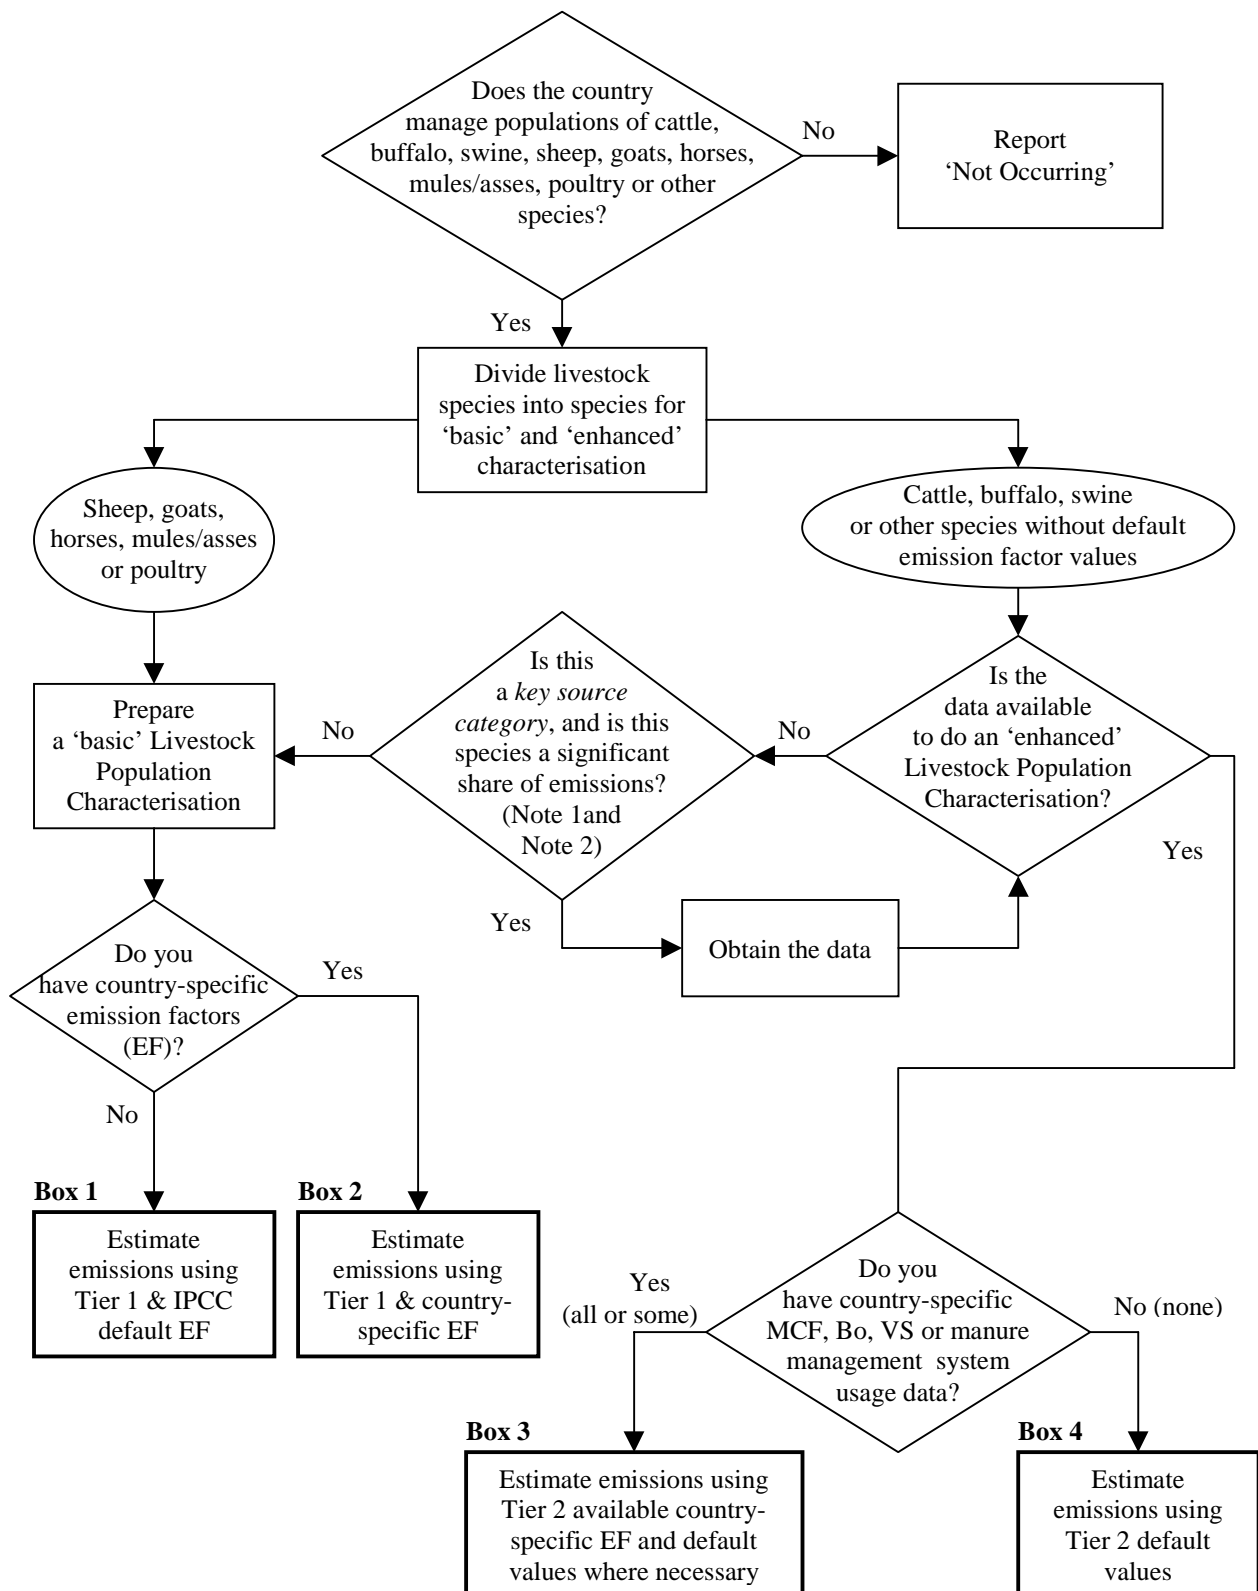 Does the country
manage populations of cattle,
buffalo, swine, sheep, goats, horses,
mules/asses, poultry or other
species?
No
Report
‘Not Occurring’
Yes
Divide livestock
species into species for
‘basic’ and ‘enhanced’
characterisation
Sheep, goats,
horses, mules/asses
or poultry
Cattle, buffalo, swine
or other species without default
emission factor values
Prepare
a ‘basic’ Livestock
Population
Characterisation
No
Is this
a key source
category, and is this
species a significant
share of emissions?
(Note 1and
Note 2)
No
Is the
data available
to do an ‘enhanced’
Livestock Population
Characterisation?
Yes
Yes
Obtain the data
Do you
have country-specific
emission factors
(EF)?
Yes
No
Box 1
Estimate
emissions using
Tier 1 & IPCC
default EF
Box 2
Estimate
emissions using
Tier 1 & country-
specific EF
Yes
(all or some)
Do you
have country-specific
MCF, Bo, VS or manure
management system
usage data?
No (none)
Box 3
Estimate emissions using
Tier 2 available country-
specific EF and default
values where necessary
Box 4
Estimate
emissions using
Tier 2 default
values